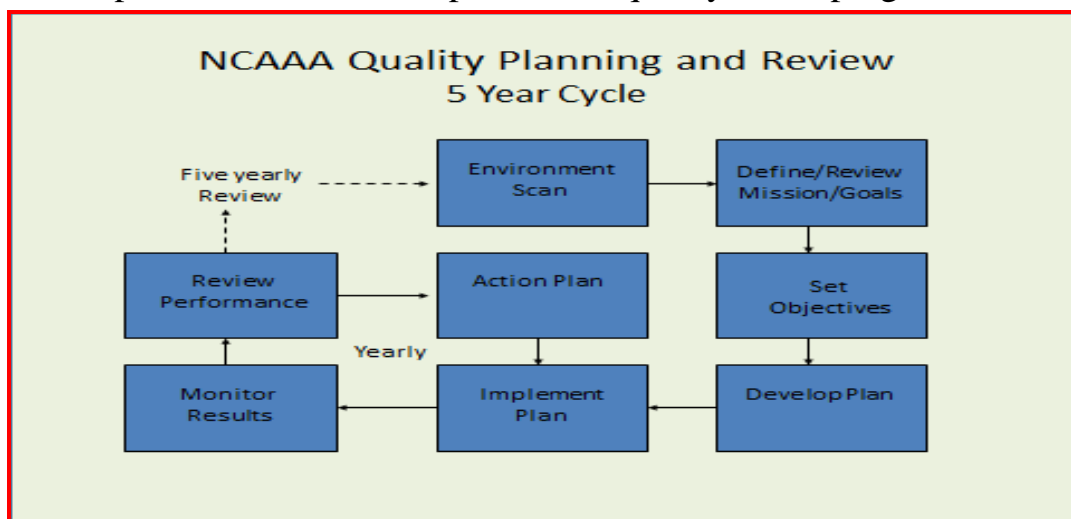 NCAAA Quality Planning and Review
5 Year Cycle
Five yearly
Review
Environment
Scan
Define/Review
Mission/Goals
Review
Performance
Action Plan
Set
Objectives
Yearly
Monitor
Results
Implement
Plan
Develop Plan